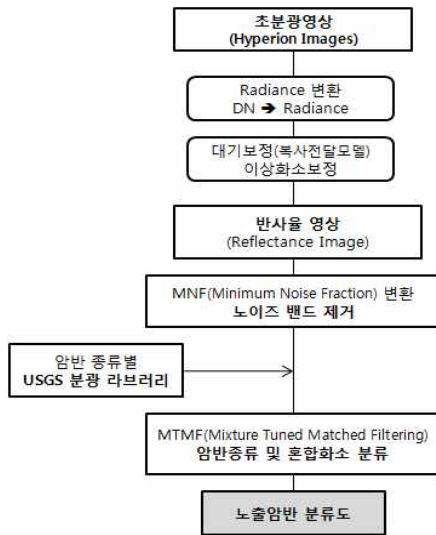 초분광영상
(Hyperion Images)
Radiance 변환
DN ➔ Radiance
대기보정(복사전달모델)
이상화소보정
반사율 영상
(Reflectance Image)
MNF(Minimum Noise Fraction) 변환
노이즈 밴드 제거
암반 종류별
USGS 분광 라브러리
MTMF(Mixture Tuned Matched Filtering)
암반종류 및 혼합화소 분류
노출암반 분류도